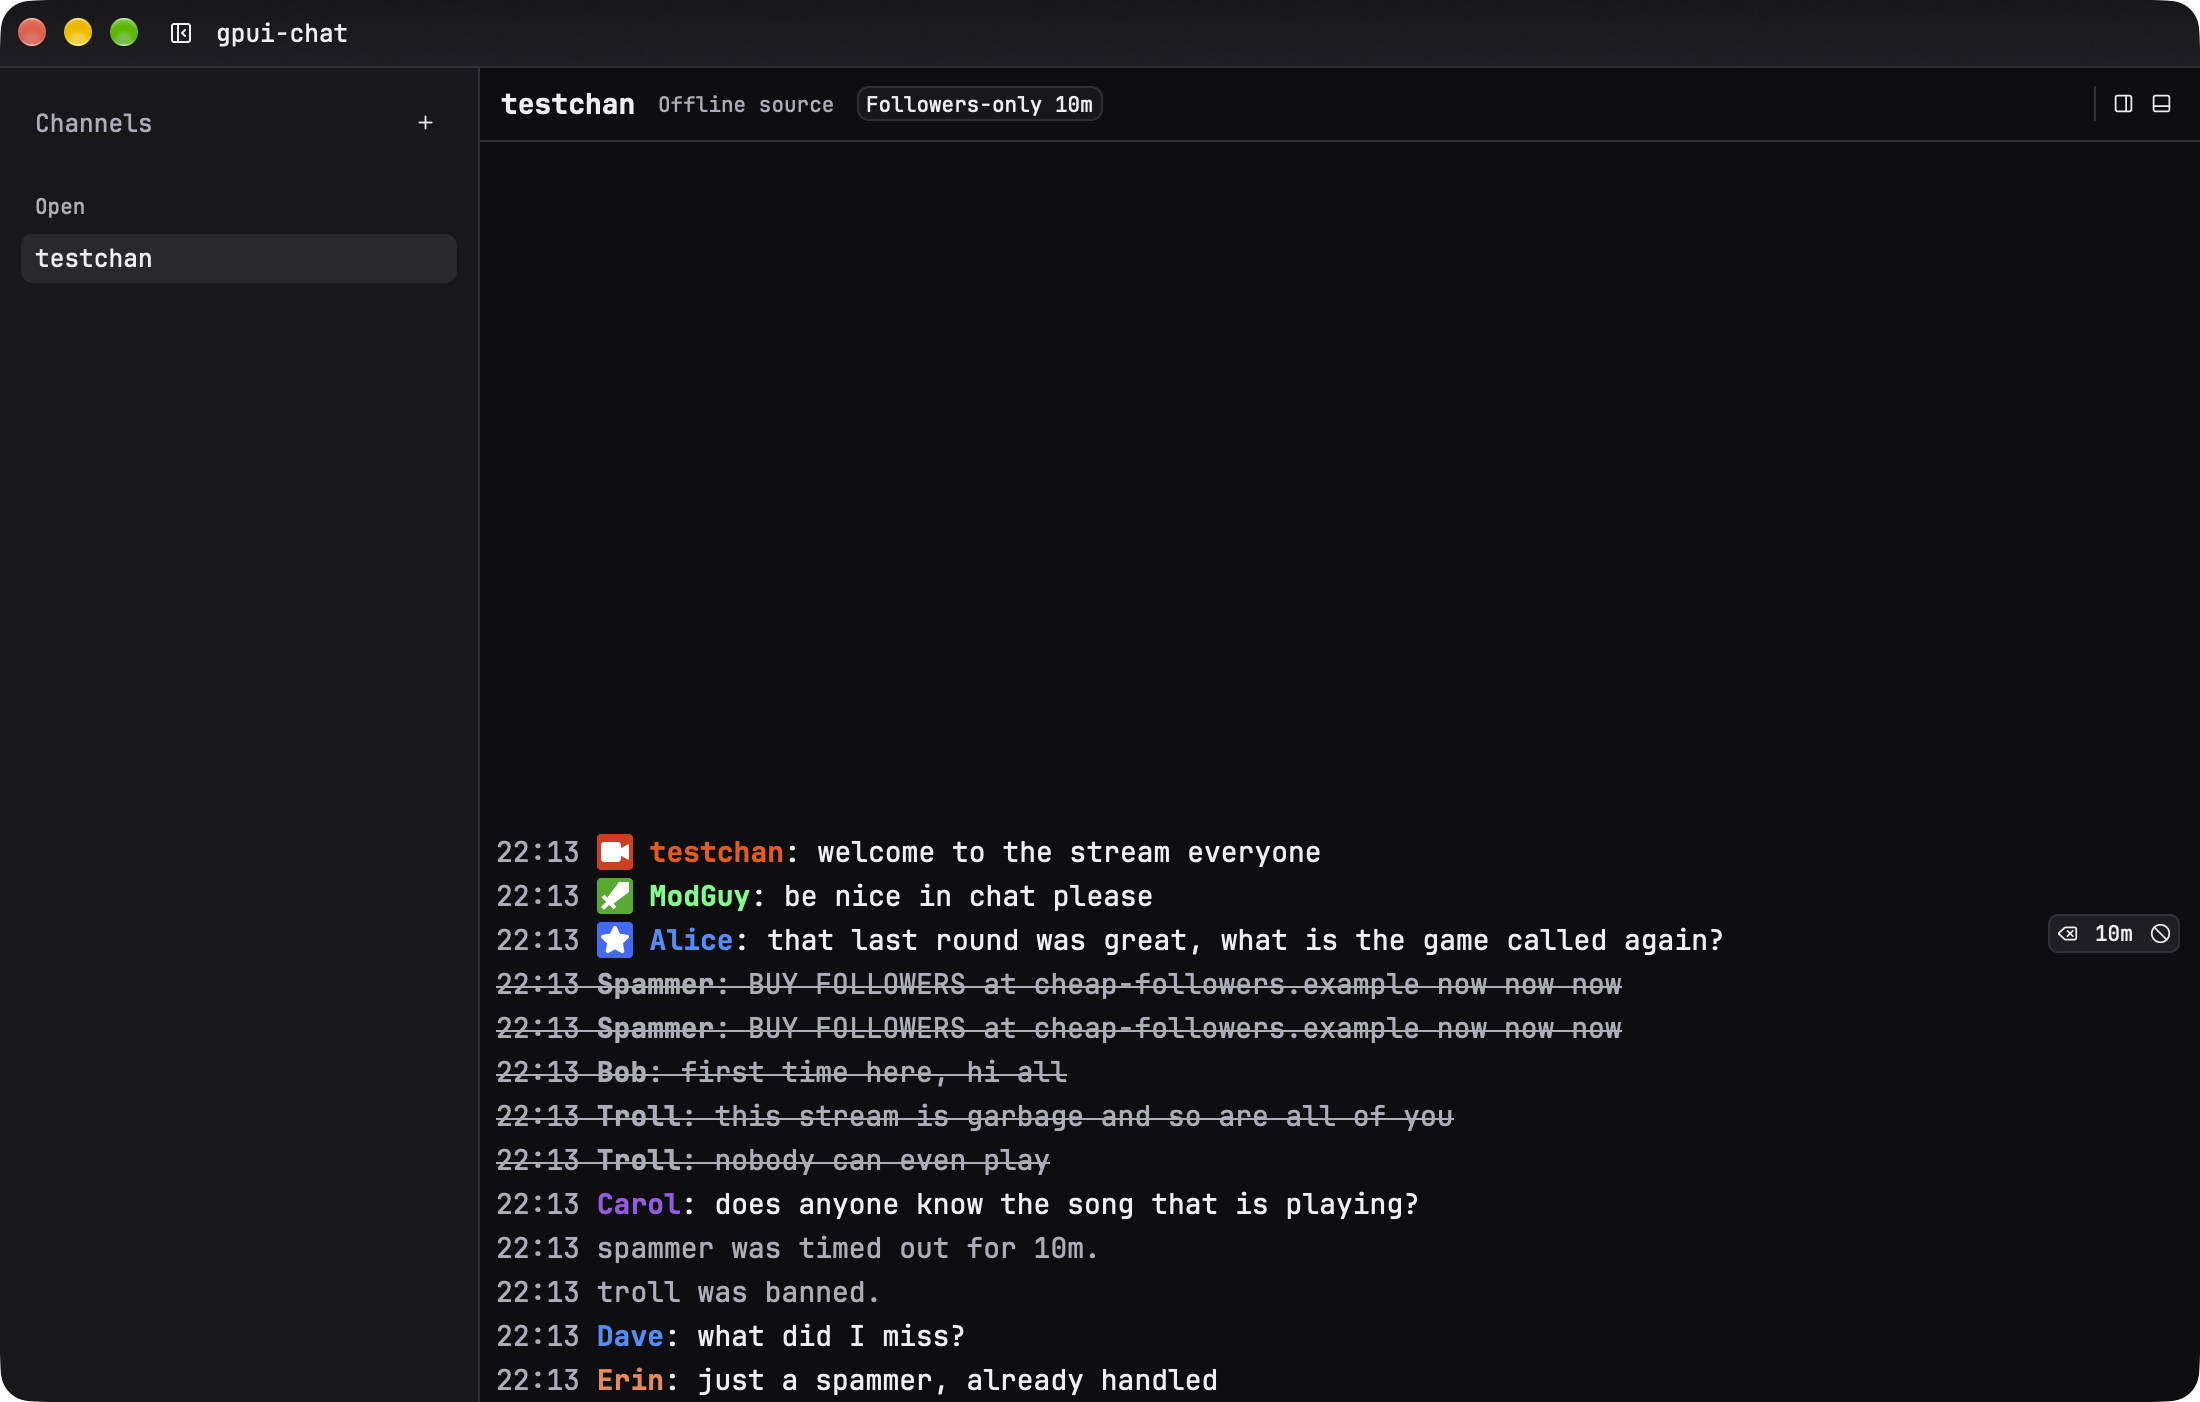 gpui-chat
Channels +
Open
testchan
testchan Offline source Followers-only 10m
22:13 testchan: welcome to the stream everyone
22:13 ModGuy: be nice in chat please
22:13 Alice: that last round was great, what is the game called again? 10m
22:13 Spammer: BUY FOLLOWERS at cheap-followers.example now now now
22:13 Spammer: BUY FOLLOWERS at cheap-followers.example now now now
22:13 Bob: first time here, hi all
22:13 Troll: this stream is garbage and so are all of you
22:13 Troll: nobody can even play
22:13 Carol: does anyone know the song that is playing?
22:13 spammer was timed out for 10m.
22:13 troll was banned.
22:13 Dave: what did I miss?
22:13 Erin: just a spammer, already handled